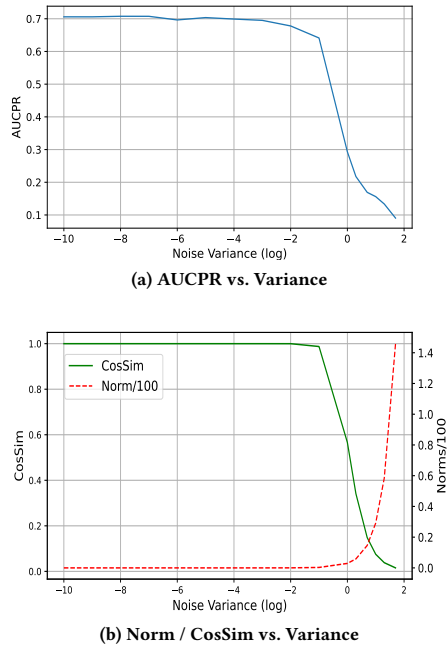 0.7
0.6
0.5
0.4
0.3
0.2
0.1
AUCPR
−10 −8 −6 −4 −2 0 2
Noise Variance (log)
(a) AUCPR vs. Variance
1.0
0.8
0.6
0.4
0.2
0.0
CosSim
CosSim
Norm/100
1.4
1.2
1.0
0.8
0.6
0.4
0.2
0.0
Norms/100
−10 −8 −6 −4 −2 0 2
Noise Variance (log)
(b) Norm / CosSim vs. Variance